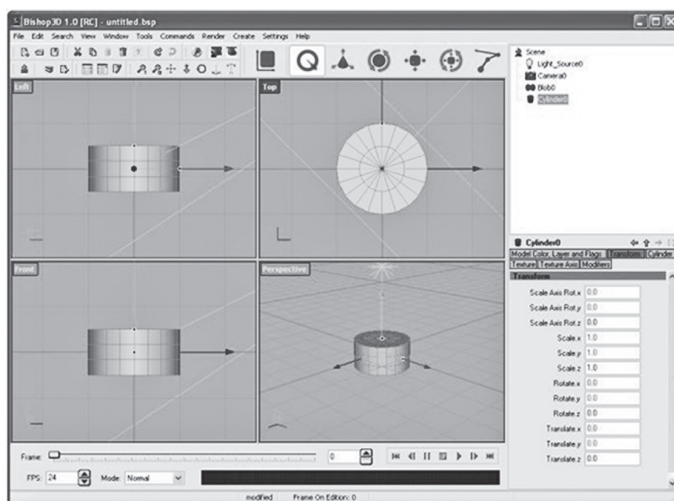 Bishop3D 1.0 [RC] - untitled.bsp
File Edit Search View Window Tools Commands Render Create Settings Help
Left
Top
Front
Perspective
Scene
Light_Source0
Camera0
Blob0
Cylinder0
Cylinder0
Model Color, Layer and Flags Transform Cylinder
Texture Texture Axis Modifiers
Transform
Scale Axis Rot.x 0.0
Scale Axis Rot.y 0.0
Scale Axis Rot.z 0.0
Scale.x 1.0
Scale.y 1.0
Scale.z 1.0
Rotate.x 0.0
Rotate.y 0.0
Rotate.z 0.0
Translate.x 0.0
Translate.y 0.0
Translate.z 0.0
Frame: 0
FPS: 24 Mode: Normal
modified Frame On Edition: 0